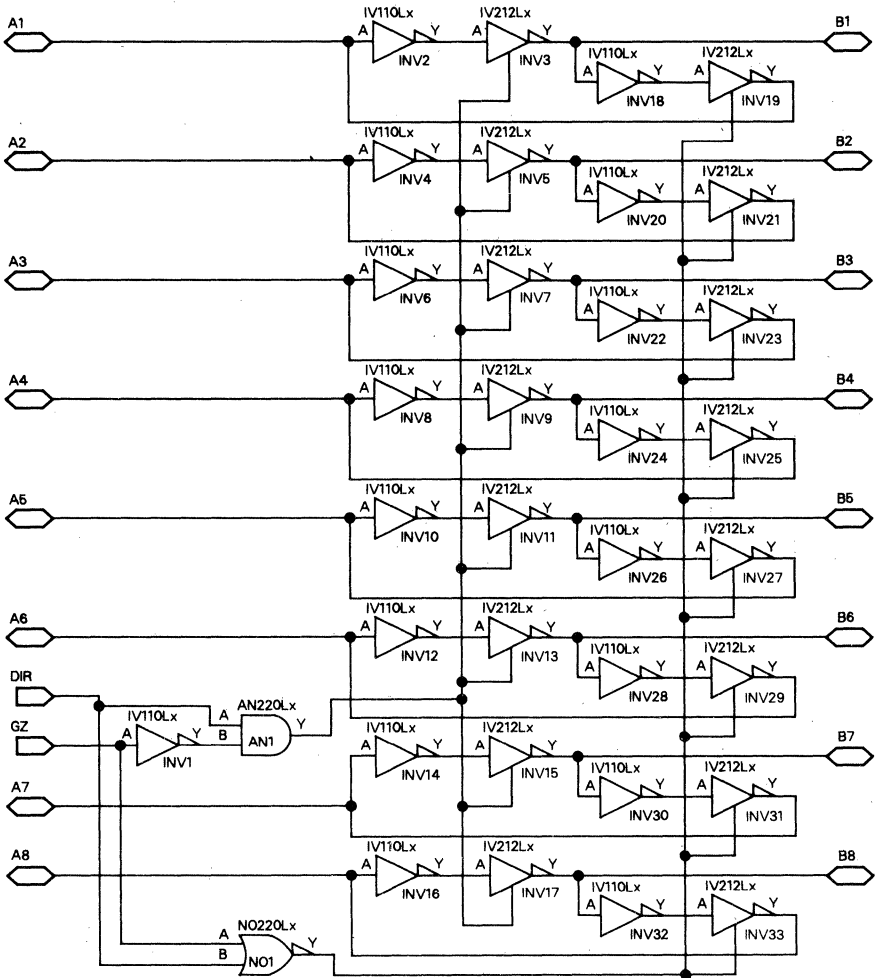 A1 IV110Lx IV212Lx B1
A Y A Y
INV2 INV3 IV110Lx IV212Lx
A Y A Y
INV18 INV19
A2 IV110Lx IV212Lx B2
A Y A Y
INV4 INV5 IV110Lx IV212Lx
A Y A Y
INV20 INV21
A3 IV110Lx IV212Lx B3
A Y A Y
INV6 INV7 IV110Lx IV212Lx
A Y A Y
INV22 INV23
A4 IV110Lx IV212Lx B4
A Y A Y
INV8 INV9 IV110Lx IV212Lx
A Y A Y
INV24 INV25
A5 IV110Lx IV212Lx B5
A Y A Y
INV10 INV11 IV110Lx IV212Lx
A Y A Y
INV26 INV27
A6 IV110Lx IV212Lx B6
A Y A Y
INV12 INV13 IV110Lx IV212Lx
A Y A Y
INV28 INV29
DIR AN220Lx
A Y
B AN1
GZ IV110Lx
A Y
INV1
IV110Lx IV212Lx B7
A Y A Y
INV14 INV15 IV110Lx IV212Lx
A7 A Y A Y
INV30 INV31
A8 IV110Lx IV212Lx B8
A Y A Y
INV16 INV17 IV110Lx IV212Lx
A Y A Y
INV32 INV33
NO220Lx
A Y
B NO1